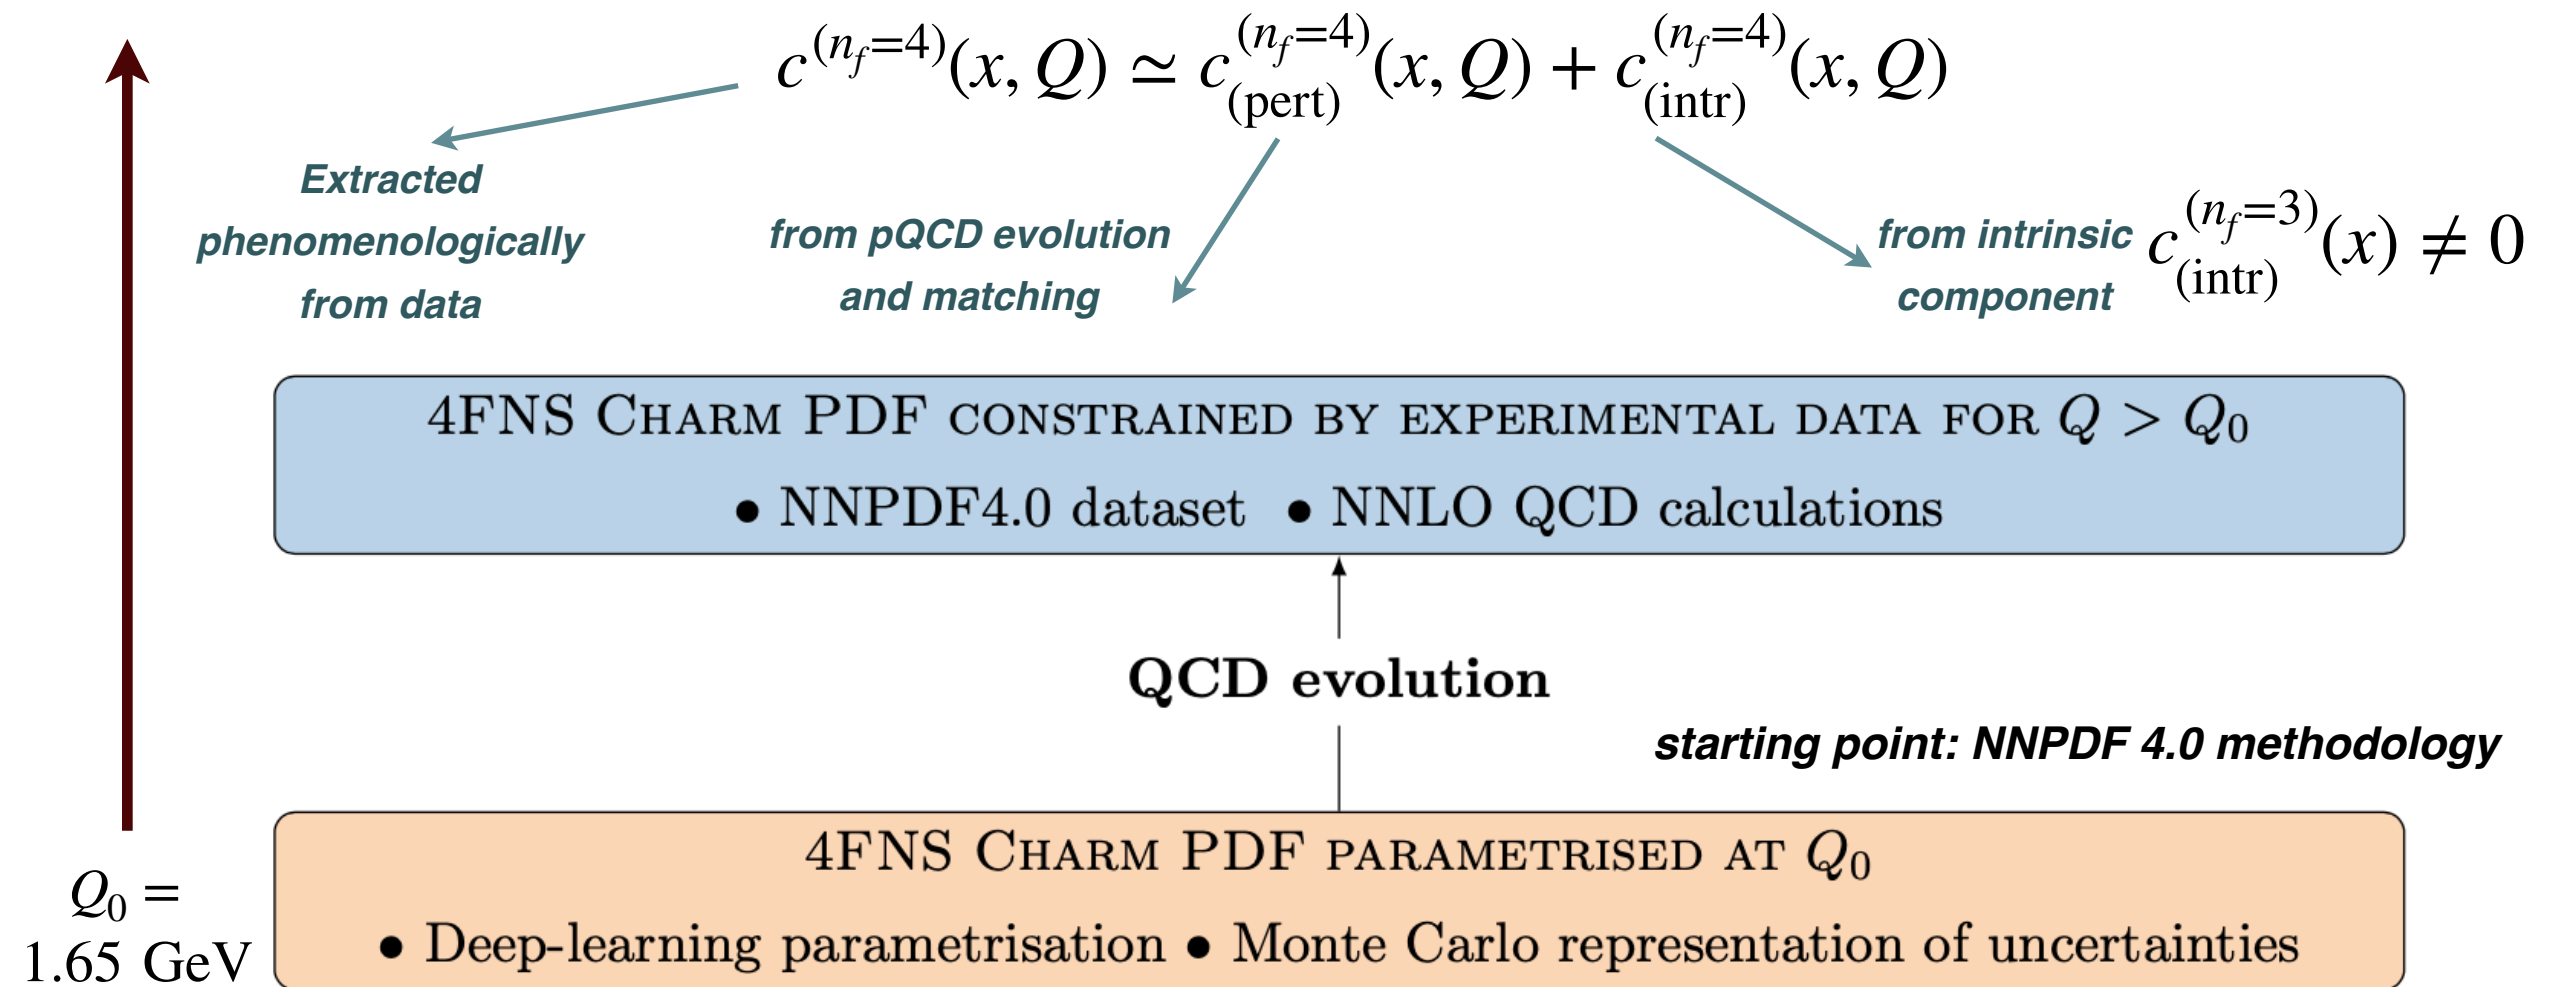 c^{(n_f=4)}(x, Q) ≃ c^{(n_f=4)}_{(pert)}(x, Q) + c^{(n_f=4)}_{(intr)}(x, Q)
Extracted
phenomenologically
from data
from pQCD evolution
and matching
from intrinsic
component
c^{(n_f=3)}_{(intr)}(x) ≠ 0
4FNS CHARM PDF CONSTRAINED BY EXPERIMENTAL DATA FOR Q > Q_0
• NNPDF4.0 dataset • NNLO QCD calculations
QCD evolution
starting point: NNPDF 4.0 methodology
4FNS CHARM PDF PARAMETRISED AT Q_0
• Deep-learning parametrisation • Monte Carlo representation of uncertainties
Q_0 =
1.65 GeV